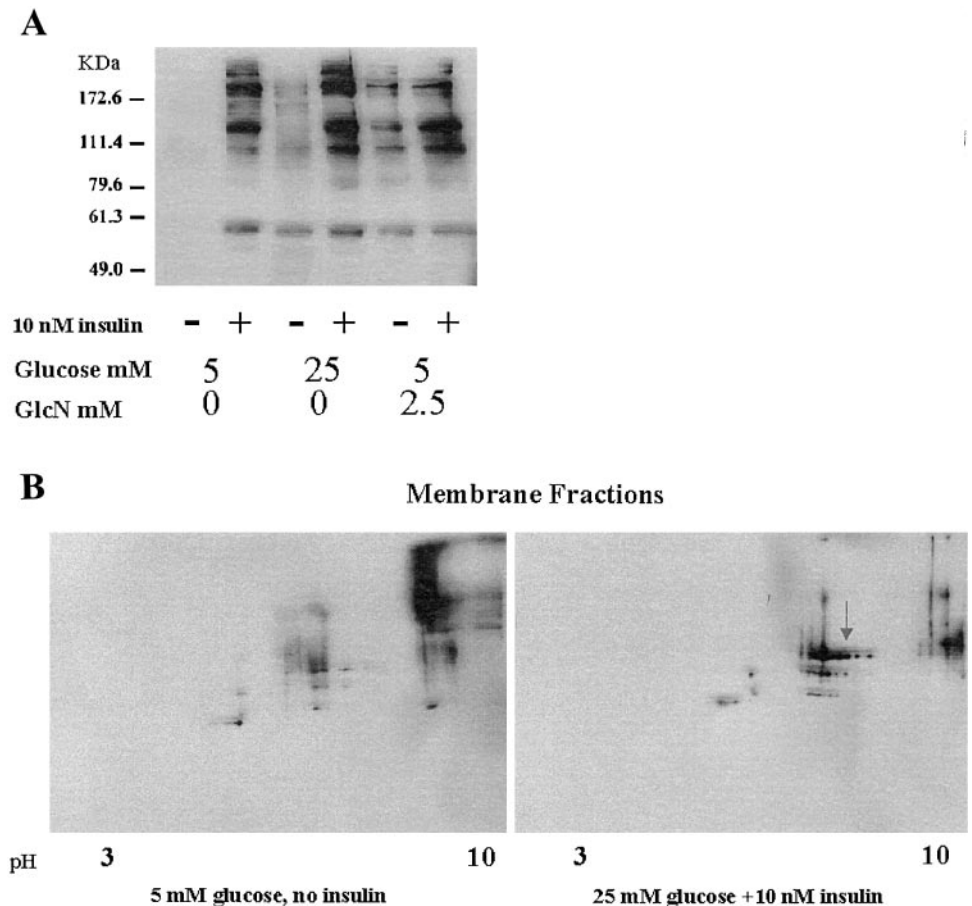 A
KDa
172.6
111.4
79.6
61.3
49.0
10 nM insulin - + - + - +
Glucose mM 5 25 5
GlcN mM 0 0 2.5
B
Membrane Fractions
pH 3 10 3 10
5 mM glucose, no insulin 25 mM glucose +10 nM insulin